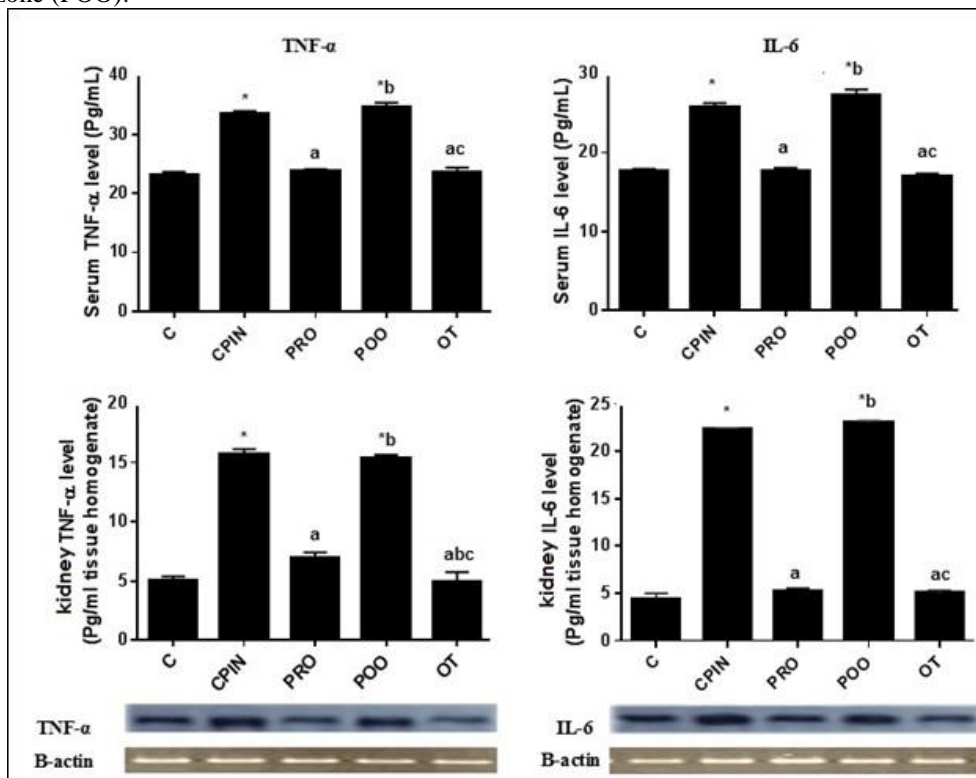 zone (POO).
TNF-α
Serum TNF-α level (Pg/mL)
40
30
20
10
0
*
a
*b
ac
C
CPIN
PRO
POO
OT
IL-6
Serum IL-6 level (Pg/mL)
30
20
10
0
*
a
*b
ac
C
CPIN
PRO
POO
OT
kidney TNF-α level
(Pg/ml tissue homogenate)
20
15
10
5
0
*
a
*b
abc
C
CPIN
PRO
POO
OT
kidney IL-6 level
(Pg/ml tissue homogenate)
25
20
15
10
5
0
*
a
*b
ac
C
CPIN
PRO
POO
OT
TNF-α
B-actin
IL-6
B-actin